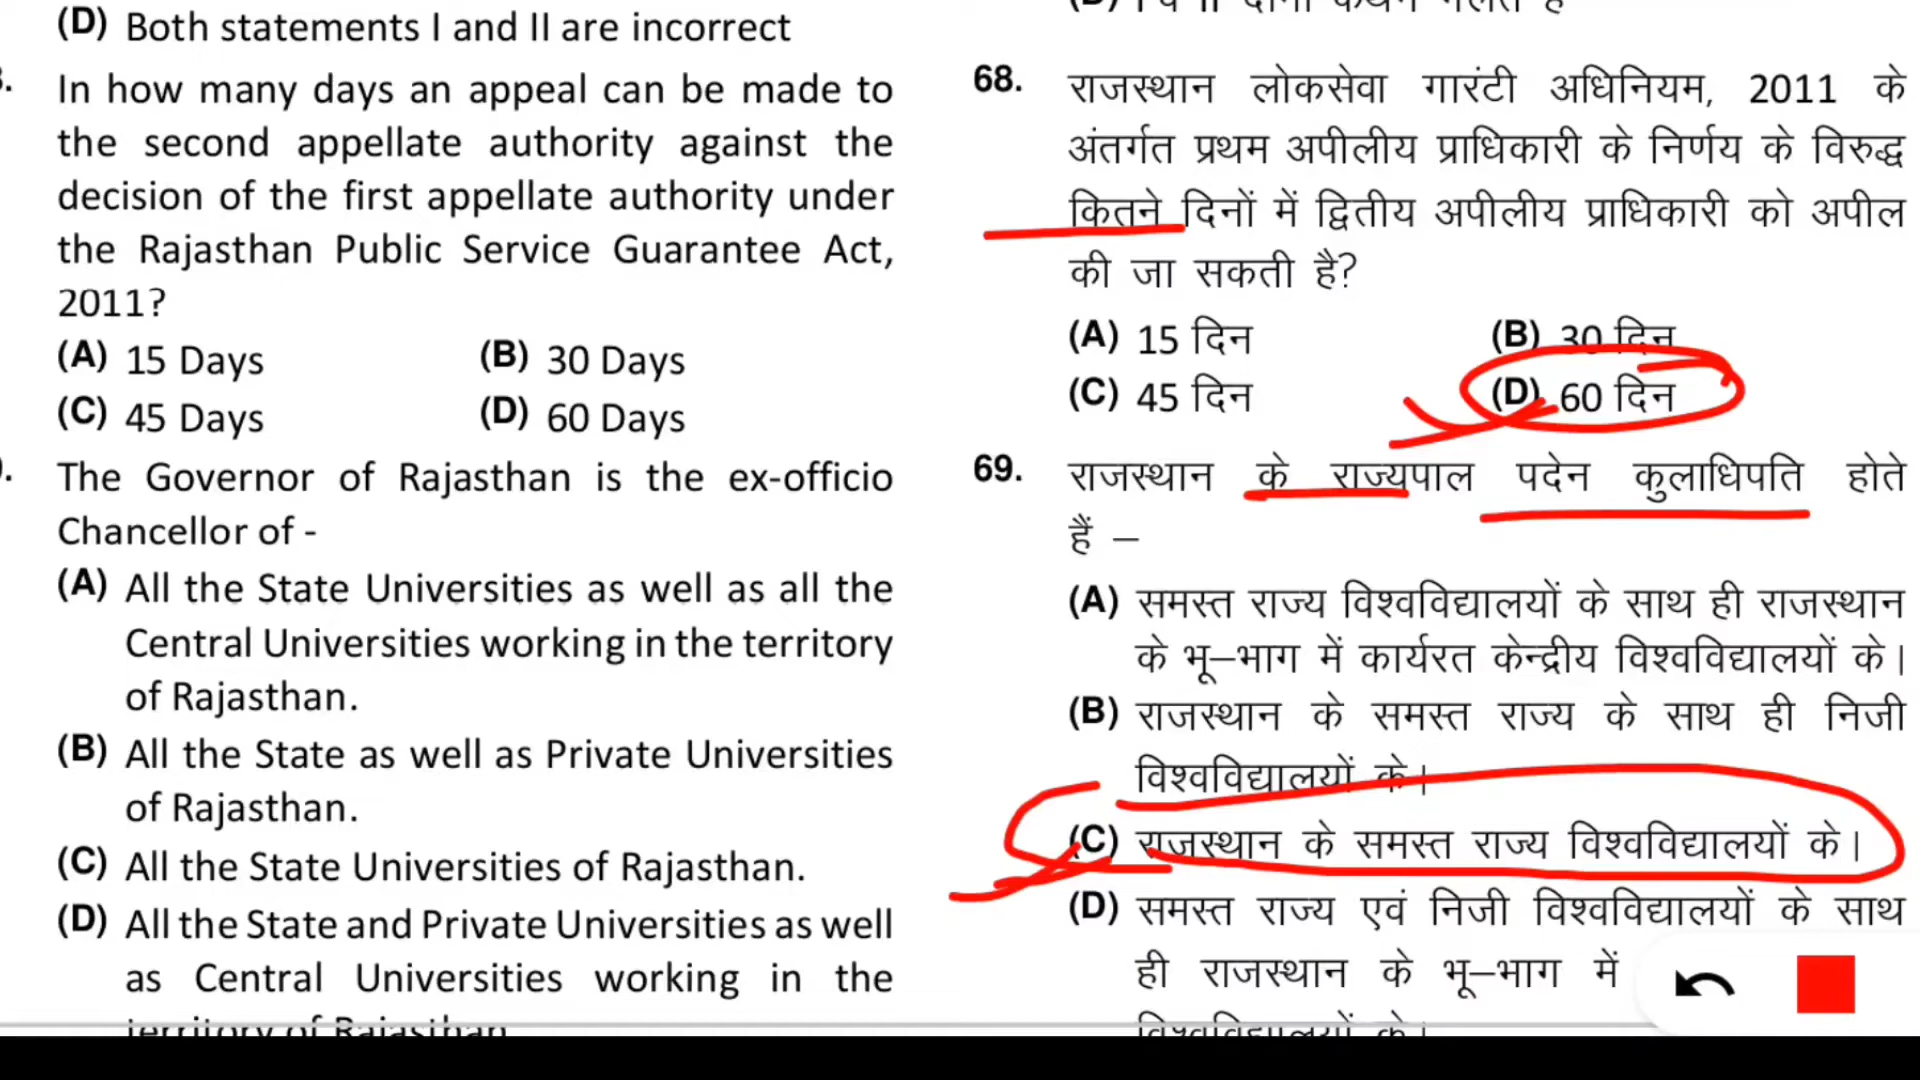 (D) Both statements I and II are incorrect
In how many days an appeal can be made to
the second appellate authority against the
decision of the first appellate authority under
the Rajasthan Public Service Guarantee Act,
2011?
(A) 15 Days (B) 30 Days
(C) 45 Days (D) 60 Days
The Governor of Rajasthan is the ex-officio
Chancellor of -
(A) All the State Universities as well as all the
Central Universities working in the territory
of Rajasthan.
(B) All the State as well as Private Universities
of Rajasthan.
(C) All the State Universities of Rajasthan.
(D) All the State and Private Universities as well
as Central Universities working in the
territory of Rajasthan
68. राजस्थान लोकसेवा गारंटी अधिनियम, 2011 के
अंतर्गत प्रथम अपीलीय प्राधिकारी के निर्णय के विरुद्ध
कितने दिनों में द्वितीय अपीलीय प्राधिकारी को अपील
की जा सकती है?
(A) 15 दिन (B) 30 दिन
(C) 45 दिन (D) 60 दिन
69. राजस्थान के राज्यपाल पदेन कुलाधिपति होते
हैं –
(A) समस्त राज्य विश्वविद्यालयों के साथ ही राजस्थान
के भू–भाग में कार्यरत केन्द्रीय विश्वविद्यालयों के।
(B) राजस्थान के समस्त राज्य के साथ ही निजी
विश्वविद्यालयों के।
(C) राजस्थान के समस्त राज्य विश्वविद्यालयों के।
(D) समस्त राज्य एवं निजी विश्वविद्यालयों के साथ
ही राजस्थान के भू–भाग में
विश्वविद्यालयों के।